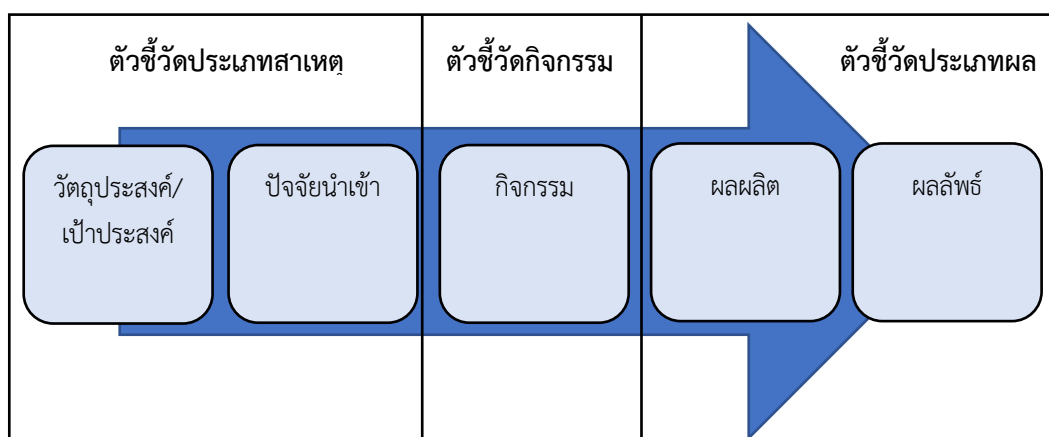 ตัวชี้วัดประเภทสาเหตุ
ตัวชี้วัดกิจกรรม
ตัวชี้วัดประเภทผล
วัตถุประสงค์/
เป้าประสงค์
ปัจจัยนำเข้า
กิจกรรม
ผลผลิต
ผลลัพธ์